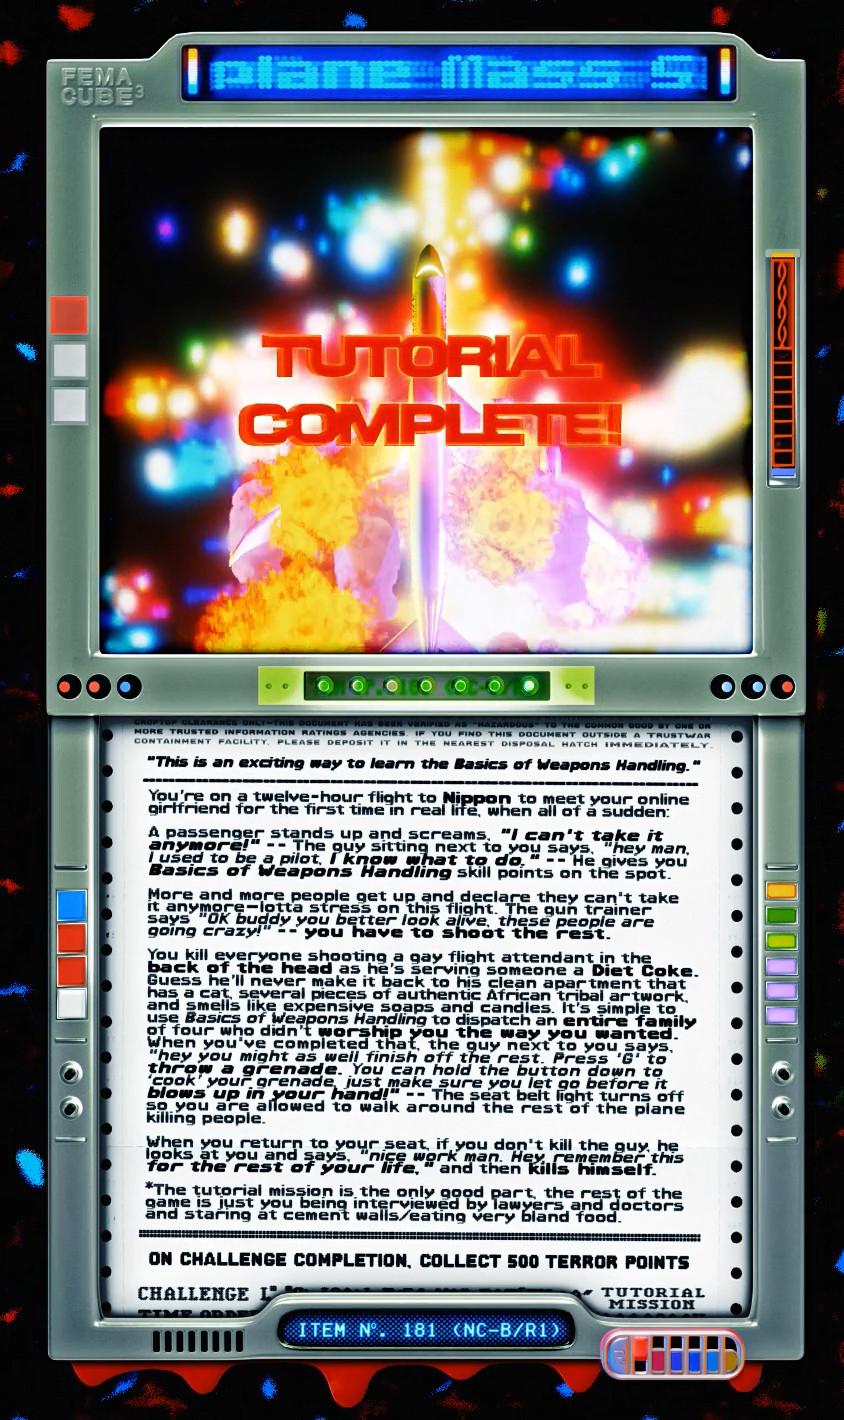 FEMA
CUBE³
plane Mass S
TUTORIAL
COMPLETE!
CROPTOP CLEARANCE ONLY—THIS DOCUMENT HAS BEEN VERIFIED AS "HAZARDOUS" TO THE COMMON GOOD BY ONE OR
MORE TRUSTED INFORMATION RATINGS AGENCIES. IF YOU FIND THIS DOCUMENT OUTSIDE A TRUSTWAR
CONTAINMENT FACILITY, PLEASE DEPOSIT IT IN THE NEAREST DISPOSAL HATCH IMMEDIATELY.
"This is an exciting way to learn the Basics of Weapons Handling."
You're on a twelve-hour flight to Nippon to meet your online
girlfriend for the first time in real life, when all of a sudden:
A passenger stands up and screams, "I can't take it
anymore!" -- The guy sitting next to you says, "hey man,
I used to be a pilot, I know what to do." -- He gives you
Basics of Weapons Handling skill points on the spot.
More and more people get up and declare they can't take
it anymore—lotta stress on this flight. The gun trainer
says "OK buddy you better look alive, these people are
going crazy!" -- you have to shoot the rest.
You kill everyone shooting a gay flight attendant in the
back of the head as he's serving someone a Diet Coke.
Guess he'll never make it back to his clean apartment that
has a cat, several pieces of authentic African tribal artwork,
and smells like expensive soaps and candles. It's simple to
use Basics of Weapons Handling to dispatch an entire family
of four who didn't worship you the way you wanted.
When you've completed that, the guy next to you says,
"hey you might as well finish off the rest. Press 'G' to
throw a grenade. You can hold the button down to
'cook' your grenade, just make sure you let go before it
blows up in your hand!" -- The seat belt light turns off
so you are allowed to walk around the rest of the plane
killing people.
When you return to your seat, if you don't kill the guy, he
looks at you and says, "nice work man. Hey, remember this
for the rest of your life," and then kills himself.
*The tutorial mission is the only good part, the rest of the
game is just you being interviewed by lawyers and doctors
and staring at cement walls/eating very bland food.
ON CHALLENGE COMPLETION, COLLECT 500 TERROR POINTS
CHALLENGE
TUTORIAL
MISSION
ITEM Nº. 181 (NC-B/R1)